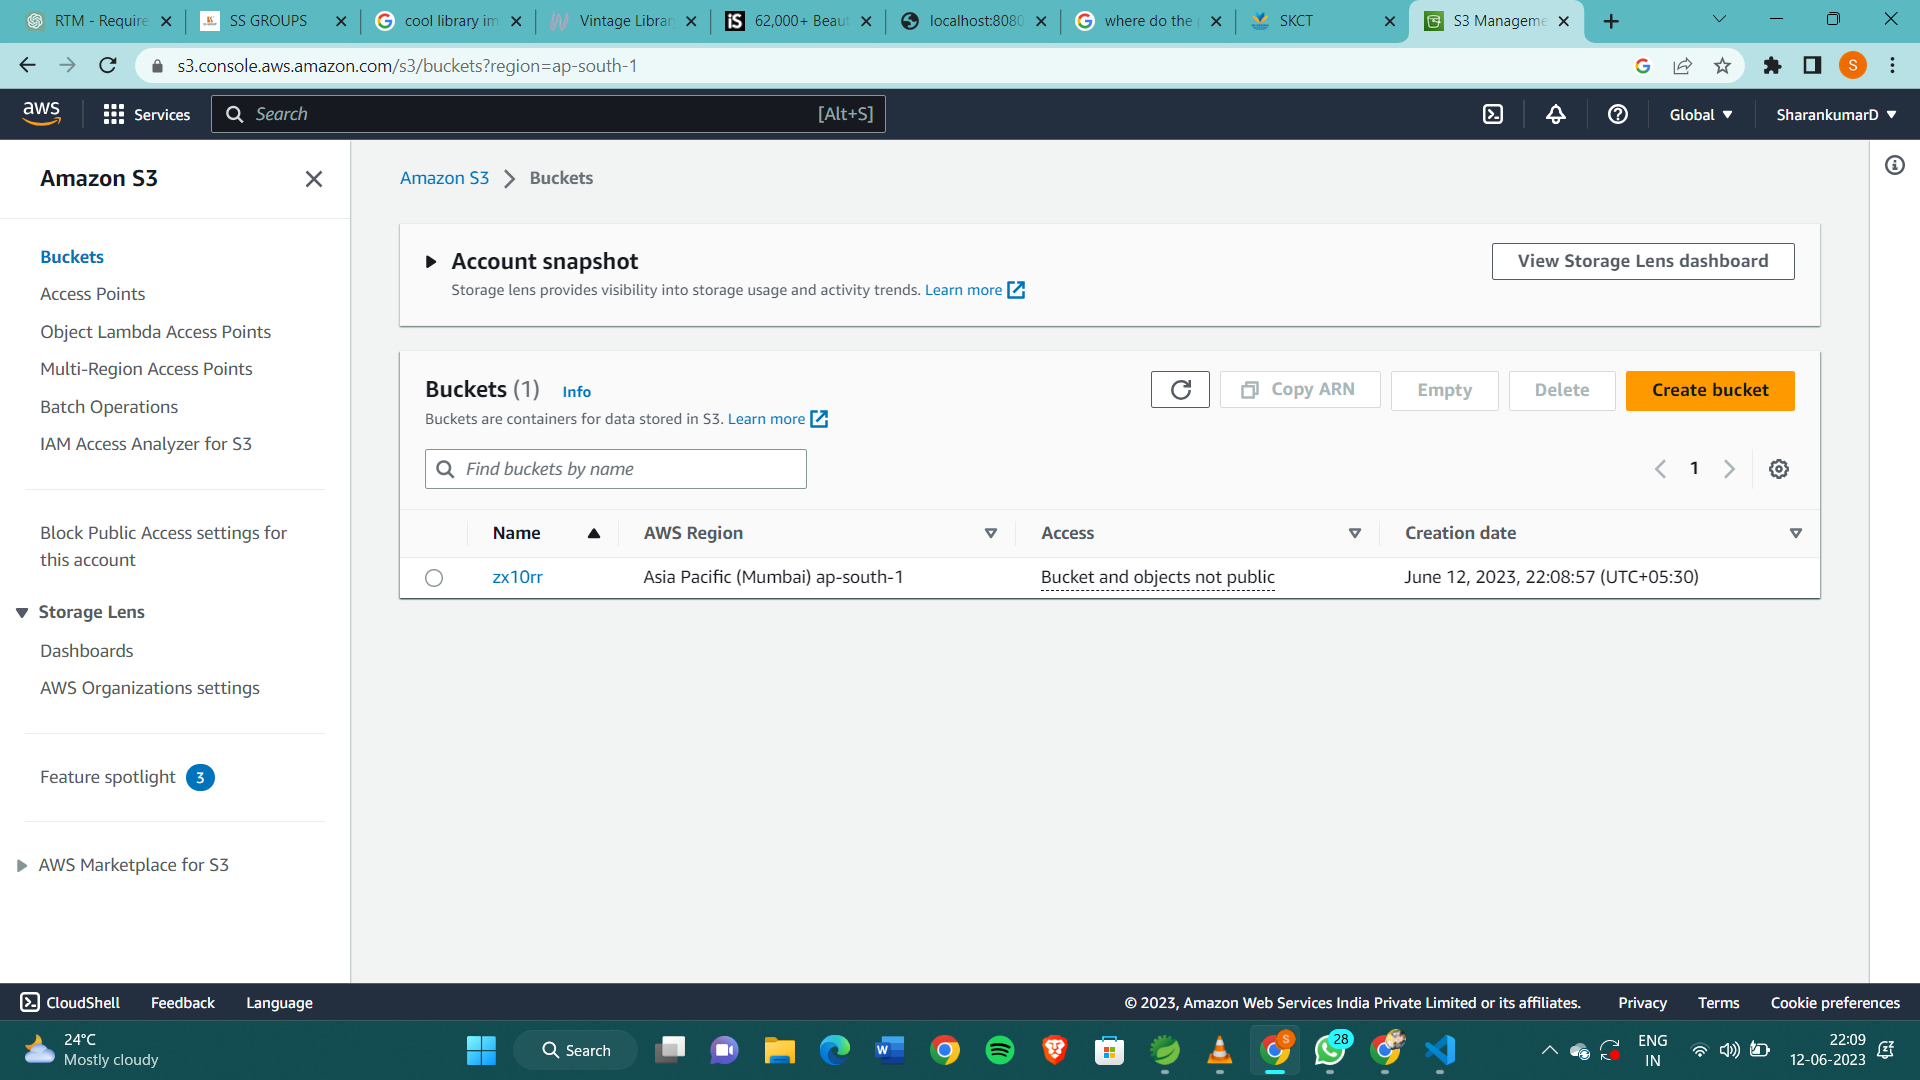 RTM - Require
SS GROUPS
cool library im
Vintage Librar
62,000+ Beaut
localhost:8080
where do the
SKCT
S3 Manageme
s3.console.aws.amazon.com/s3/buckets?region=ap-south-1
S
aws
Services
Search
[Alt+S]
Global
SharankumarD
Amazon S3
Buckets
Access Points
Object Lambda Access Points
Multi-Region Access Points
Batch Operations
IAM Access Analyzer for S3
Block Public Access settings for
this account
Storage Lens
Dashboards
AWS Organizations settings
Feature spotlight 3
AWS Marketplace for S3
Amazon S3 > Buckets
Account snapshot
Storage lens provides visibility into storage usage and activity trends. Learn more
View Storage Lens dashboard
Buckets (1) Info
Buckets are containers for data stored in S3. Learn more
Copy ARN
Empty
Delete
Create bucket
Find buckets by name
1
Name AWS Region Access Creation date
zx10rr Asia Pacific (Mumbai) ap-south-1 Bucket and objects not public June 12, 2023, 22:08:57 (UTC+05:30)
CloudShell Feedback Language
© 2023, Amazon Web Services India Private Limited or its affiliates. Privacy Terms Cookie preferences
24°C
Mostly cloudy
Search
28
ENG
IN
22:09
12-06-2023